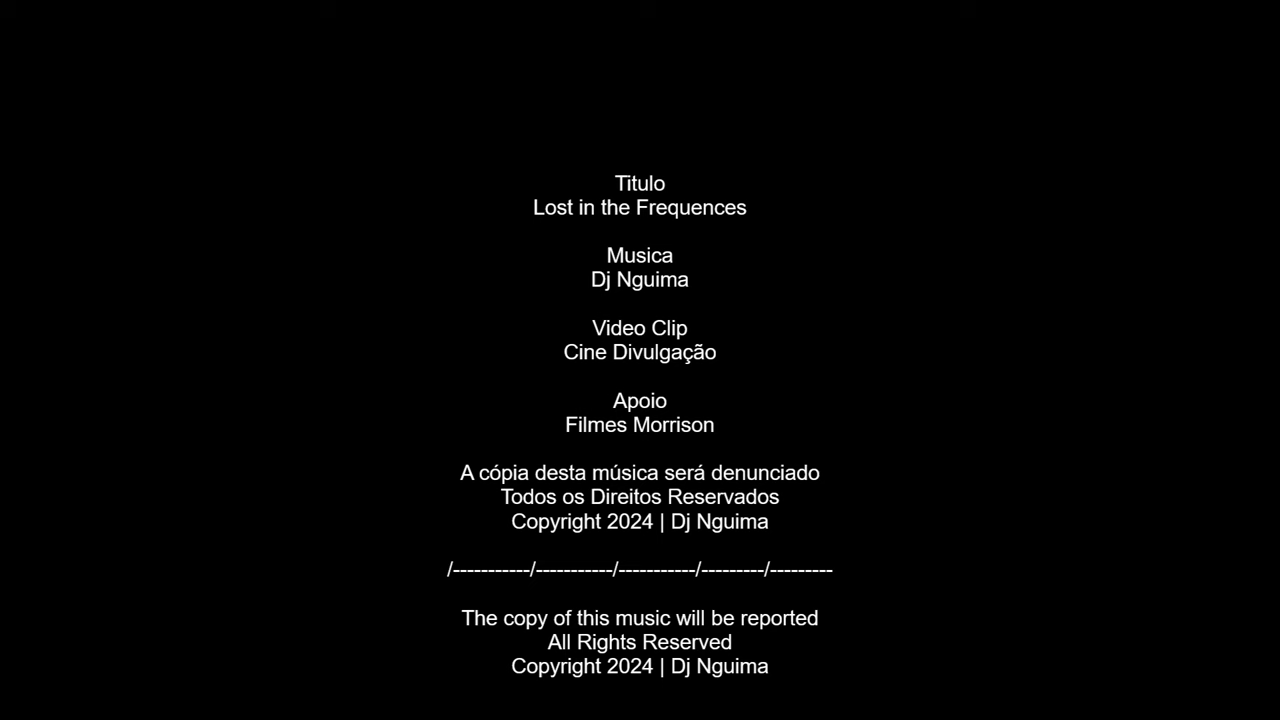 Titulo
Lost in the Frequences
Musica
Dj Nguima
Video Clip
Cine Divulgação
Apoio
Filmes Morrison
A cópia desta música será denunciado
Todos os Direitos Reservados
Copyright 2024 | Dj Nguima
/-----------/-----------/-----------/---------/---------
The copy of this music will be reported
All Rights Reserved
Copyright 2024 | Dj Nguima